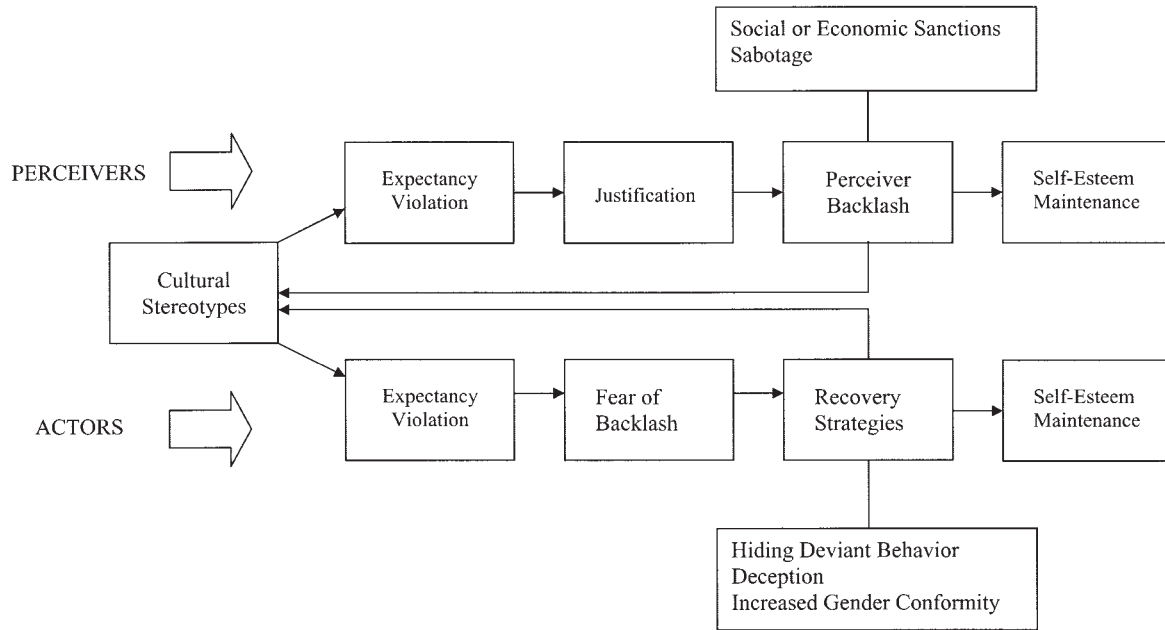 Social or Economic Sanctions
Sabotage
PERCEIVERS
Expectancy
Violation
Justification
Perceiver
Backlash
Self-Esteem
Maintenance
Cultural
Stereotypes
ACTORS
Expectancy
Violation
Fear of
Backlash
Recovery
Strategies
Self-Esteem
Maintenance
Hiding Deviant Behavior
Deception
Increased Gender Conformity